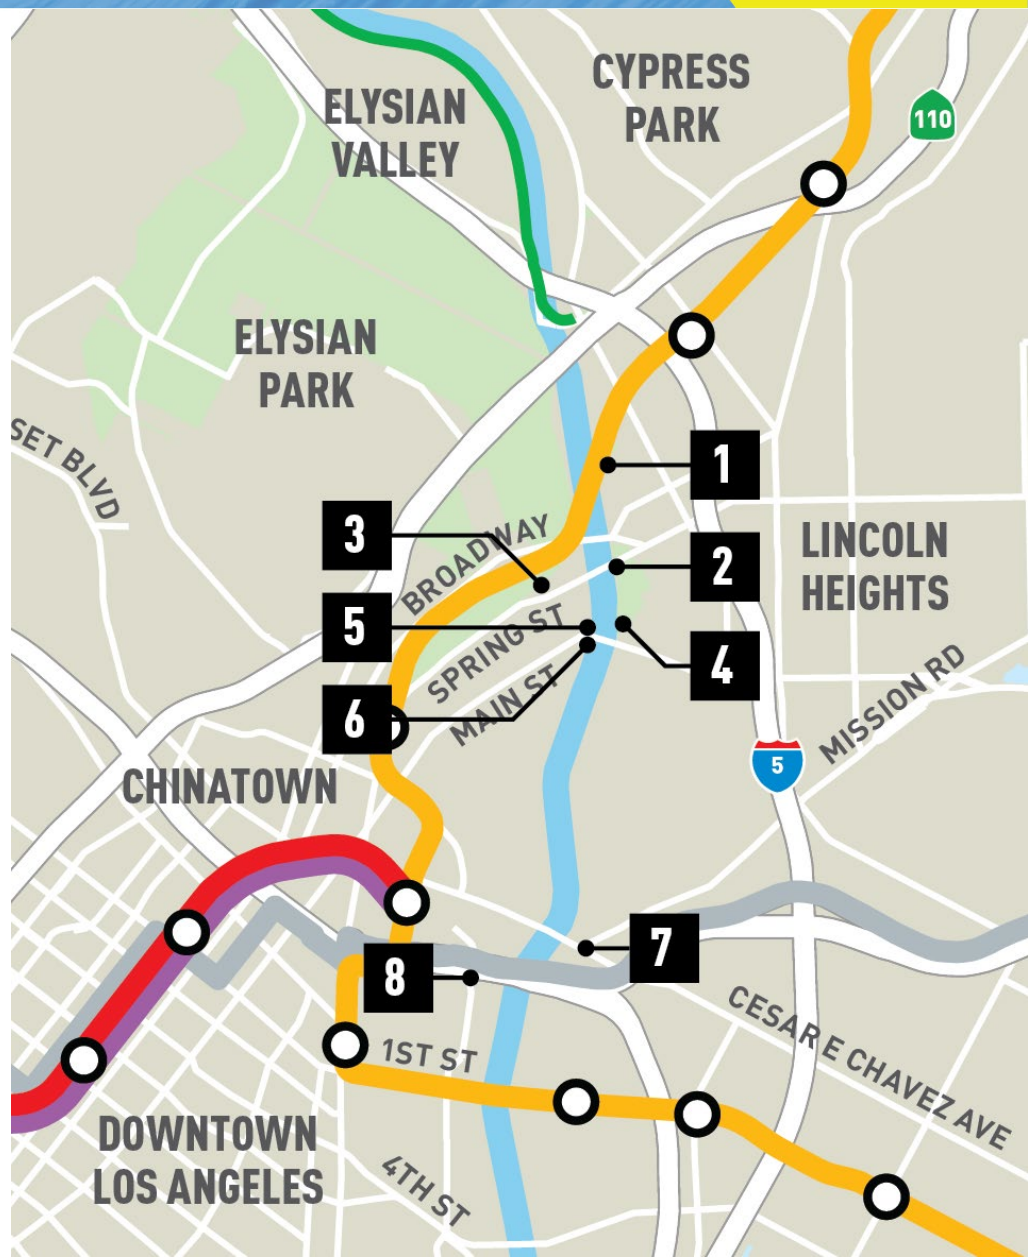 CYPRESS
PARK
ELYSIAN
VALLEY
110
ELYSIAN
PARK
SET BLVD
1
3
BROADWAY
LINCOLN
HEIGHTS
2
5
SPRING ST
4
6
MAIN ST
MISSION RD
5
CHINATOWN
7
8
CESAR E CHAVEZ AVE
1ST ST
DOWNTOWN
LOS ANGELES
4TH ST